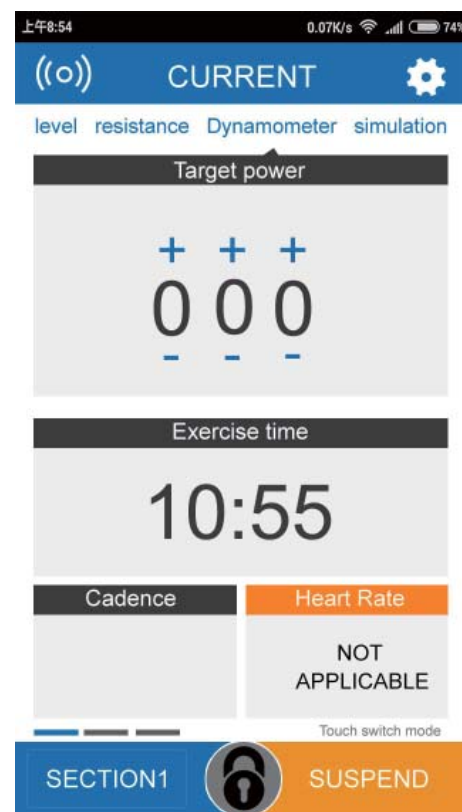 上午8:54 0.07K/s 74%
((o)) CURRENT
level resistance Dynamometer simulation
Target power
+ + +
0 0 0
- - -
Exercise time
10:55
Cadence Heart Rate
NOT
APPLICABLE
Touch switch mode
SECTION1 SUSPEND